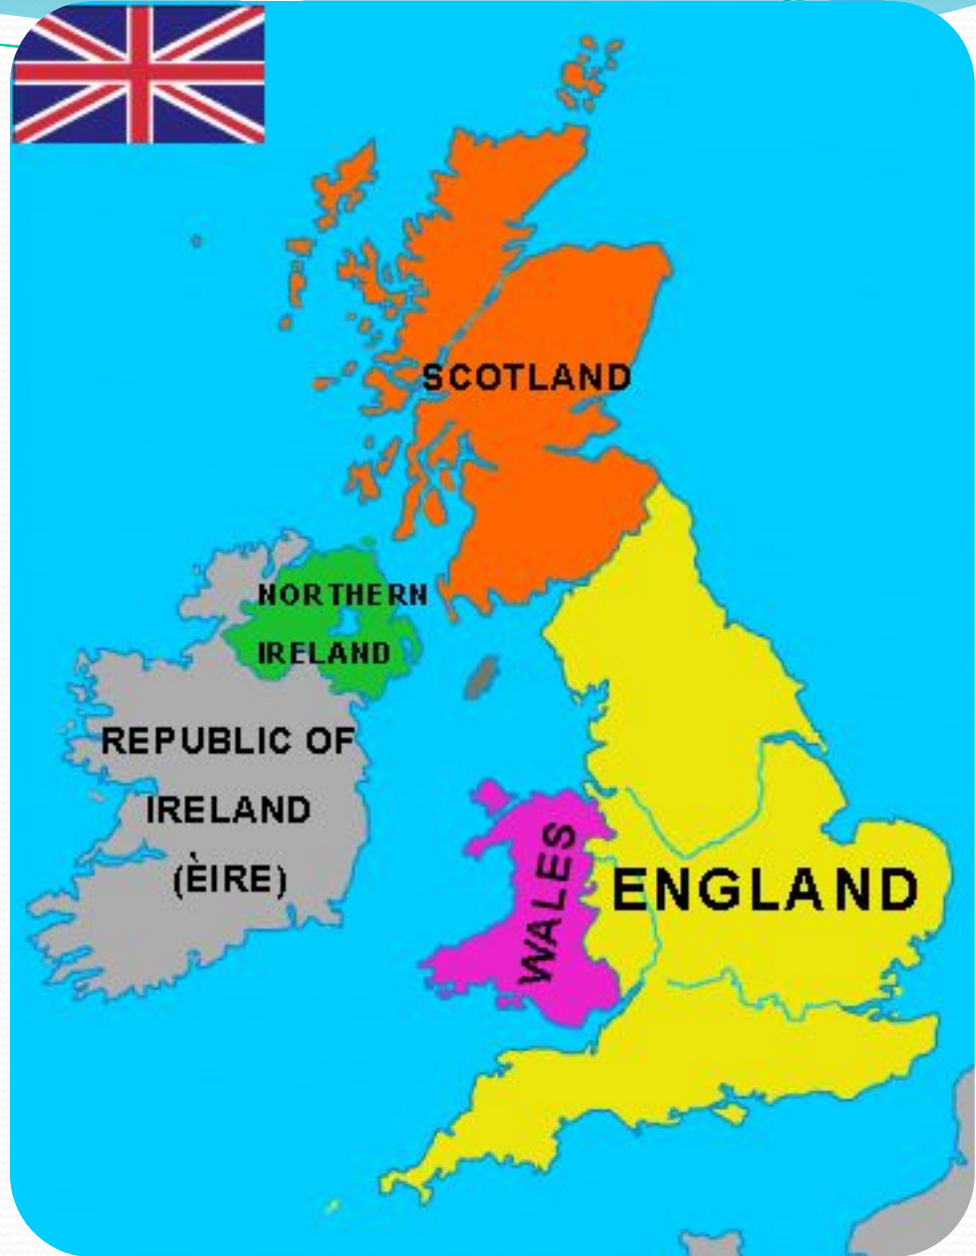 SCOTLAND
NORTHERN
IRELAND
REPUBLIC OF
IRELAND
(ÈIRE)
WALES
ENGLAND